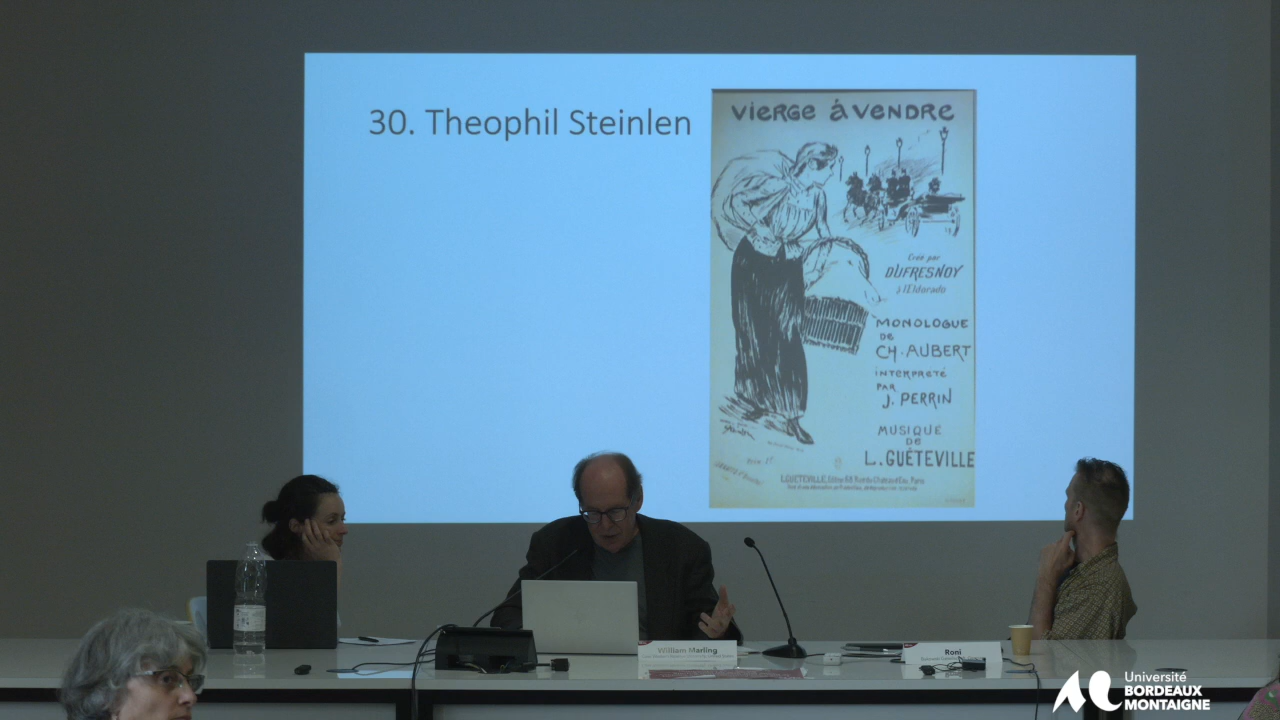 30. Theophil Steinlen
VIERGE À VENDRE
Créé par
DUFRESNOY
à l'Eldorado
MONOLOGUE
DE
CH. AUBERT
INTERPRETÉ
PAR
J. PERRIN
MUSIQUE
DE
L. GUÉTEVILLE
William Marling
Roni
Université
BORDEAUX
MONTAIGNE